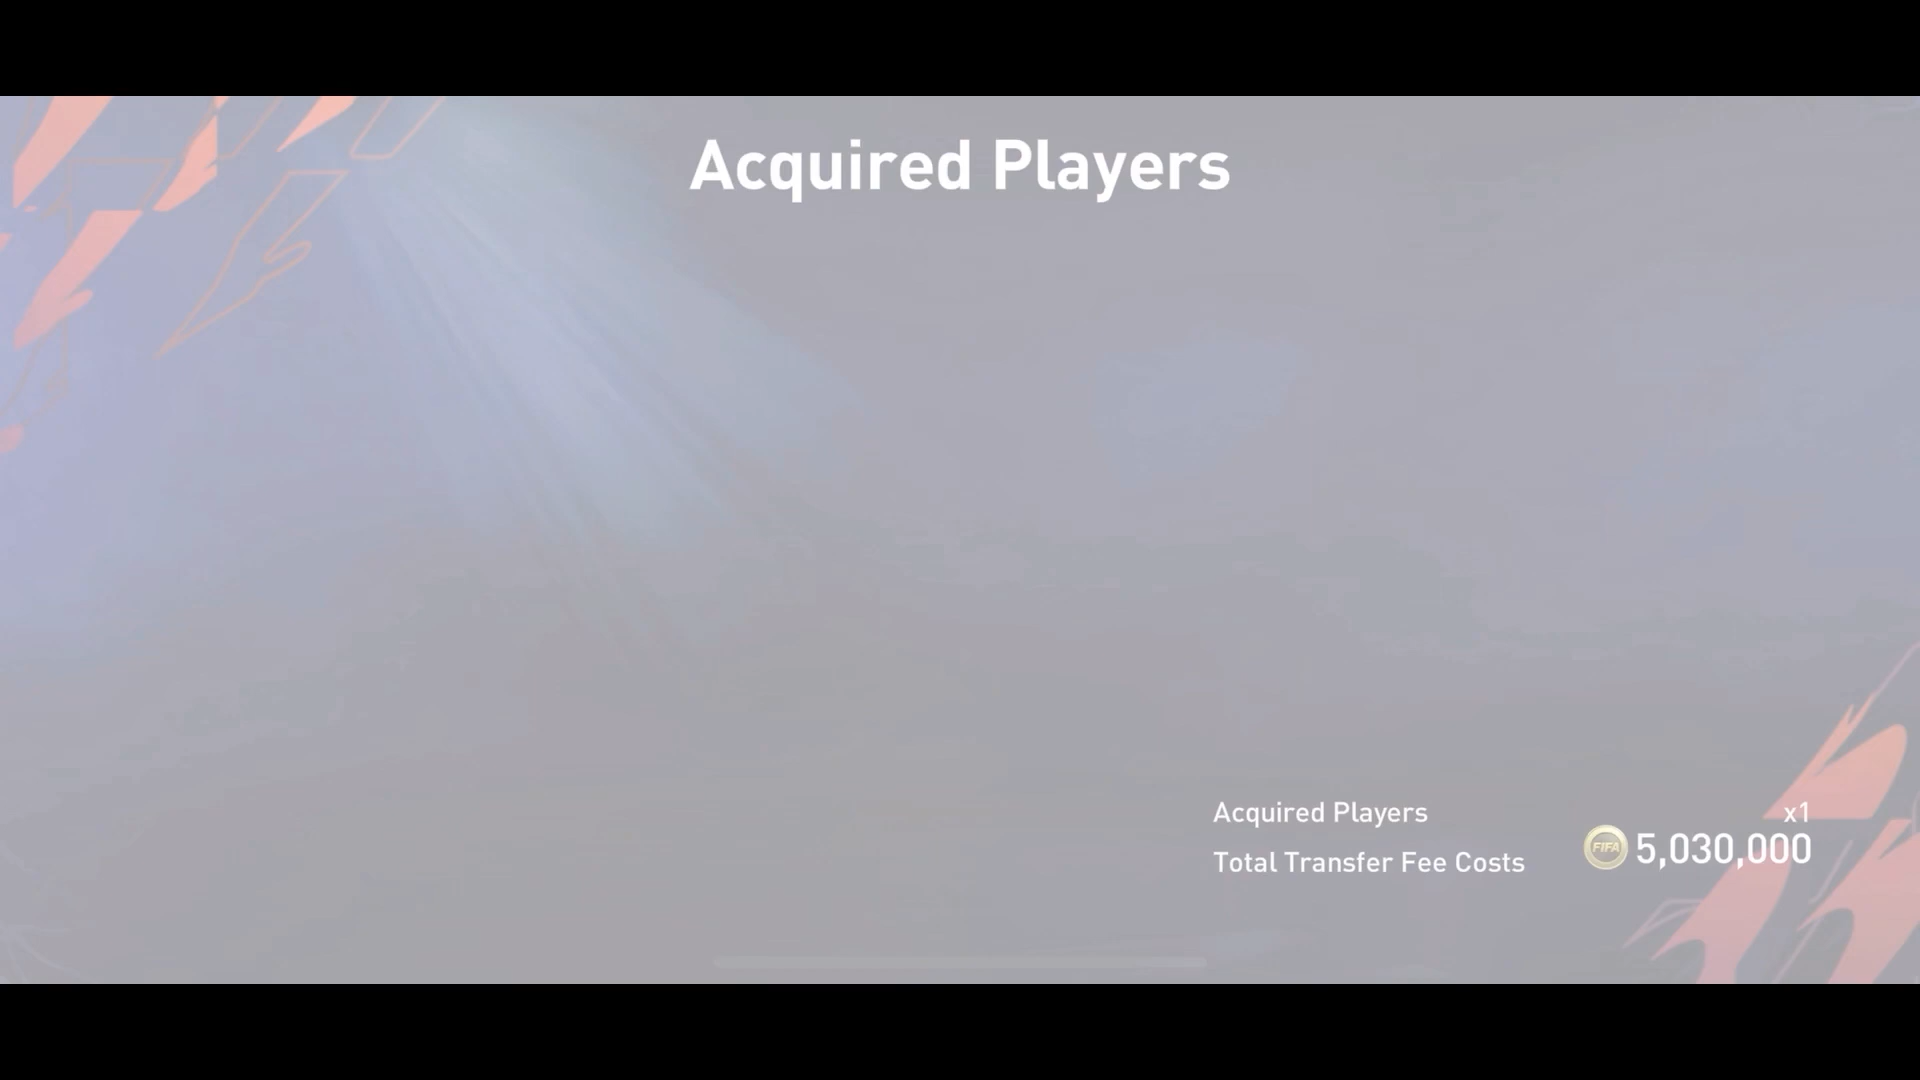 Acquired Players
Acquired Players x1
Total Transfer Fee Costs FIFA 5,030,000